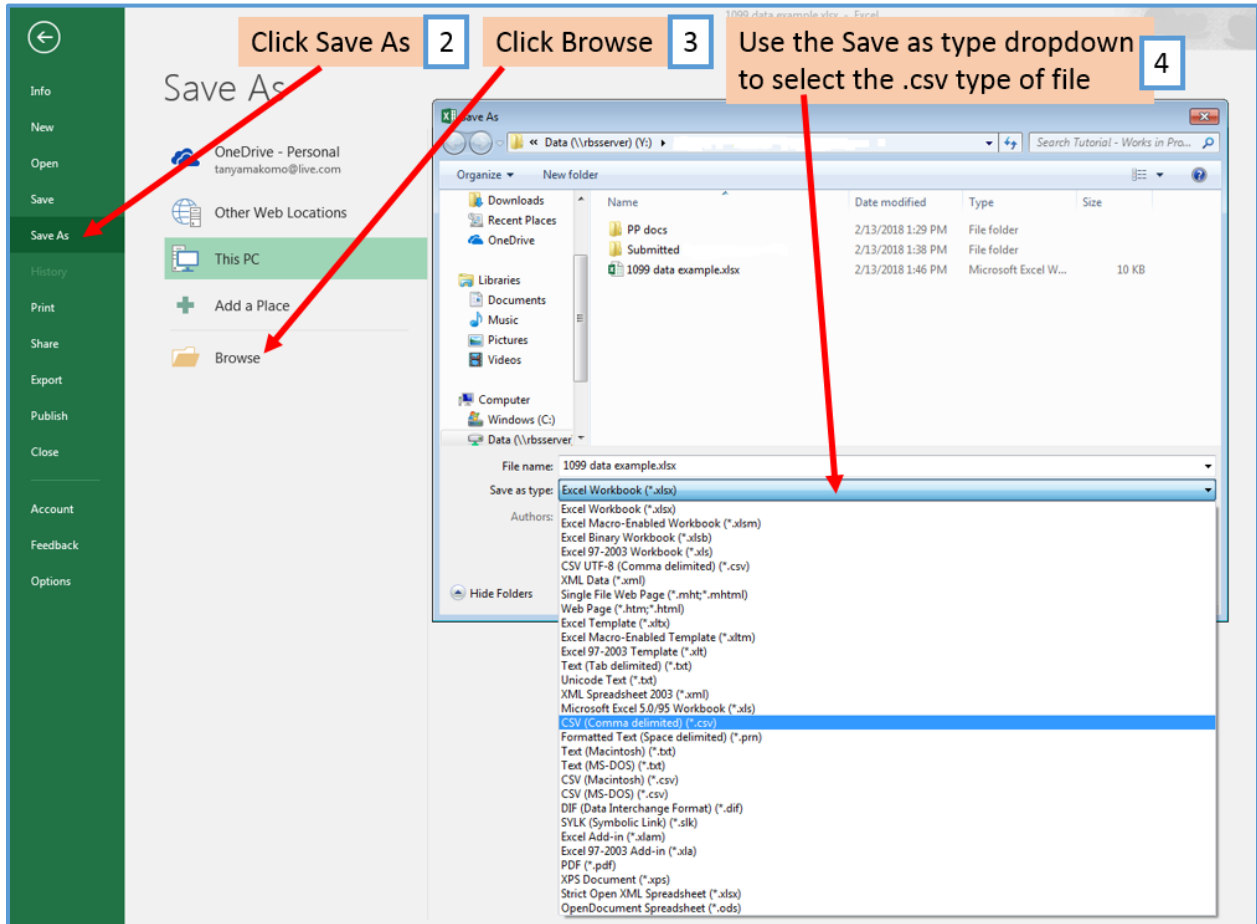 1099 data example.xlsx - Excel
Click Save As 2
Click Browse 3
Use the Save as type dropdown
to select the .csv type of file
4
Info
New
Open
Save
Save As
History
Print
Share
Export
Publish
Close
Account
Feedback
Options
Save As
OneDrive - Personal
tanyamakomo@live.com
Other Web Locations
This PC
Add a Place
Browse
Save As
« Data (\\rbsserver) (Y:)
Search Tutorial - Works in Pro...
Organize New folder
Downloads
Recent Places
OneDrive
Libraries
Documents
Music
Pictures
Videos
Computer
Windows (C:)
Data (\\rbsserver
Name Date modified Type Size
PP docs 2/13/2018 1:29 PM File folder
Submitted 2/13/2018 1:38 PM File folder
1099 data example.xlsx 2/13/2018 1:46 PM Microsoft Excel W... 10 KB
File name: 1099 data example.xlsx
Save as type: Excel Workbook (*.xlsx)
Authors:
Hide Folders
Excel Workbook (*.xlsx)
Excel Macro-Enabled Workbook (*.xlsm)
Excel Binary Workbook (*.xlsb)
Excel 97-2003 Workbook (*.xls)
CSV UTF-8 (Comma delimited) (*.csv)
XML Data (*.xml)
Single File Web Page (*.mht;*.mhtml)
Web Page (*.htm;*.html)
Excel Template (*.xltx)
Excel Macro-Enabled Template (*.xltm)
Excel 97-2003 Template (*.xlt)
Text (Tab delimited) (*.txt)
Unicode Text (*.txt)
XML Spreadsheet 2003 (*.xml)
Microsoft Excel 5.0/95 Workbook (*.xls)
CSV (Comma delimited) (*.csv)
Formatted Text (Space delimited) (*.prn)
Text (Macintosh) (*.txt)
Text (MS-DOS) (*.txt)
CSV (Macintosh) (*.csv)
CSV (MS-DOS) (*.csv)
DIF (Data Interchange Format) (*.dif)
SYLK (Symbolic Link) (*.slk)
Excel Add-in (*.xlam)
Excel 97-2003 Add-in (*.xla)
PDF (*.pdf)
XPS Document (*.xps)
Strict Open XML Spreadsheet (*.xlsx)
OpenDocument Spreadsheet (*.ods)